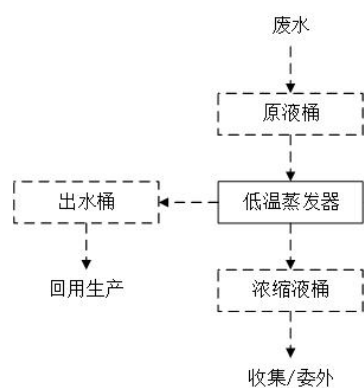 废水
原液桶
出水桶
低温蒸发器
回用生产
浓缩液桶
收集/委外